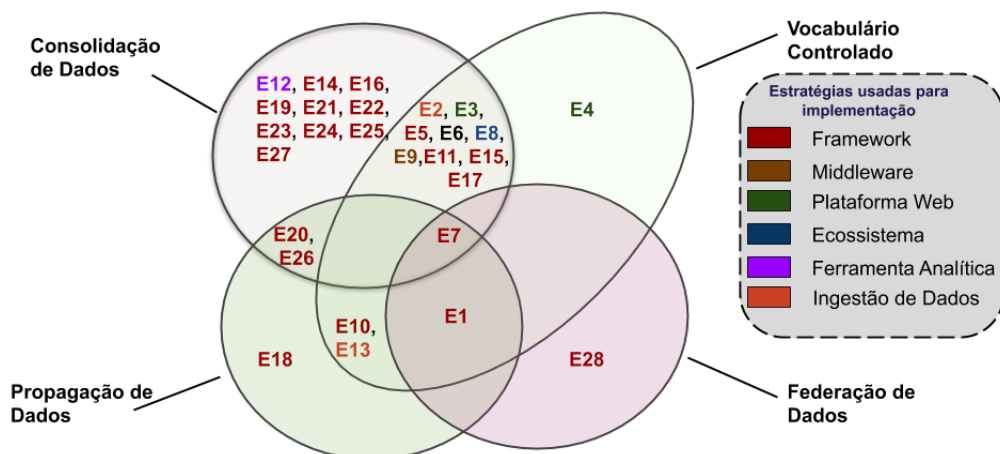 Consolidação
de Dados
Vocabulário
Controlado
E12, E14, E16,
E19, E21, E22,
E23, E24, E25,
E27
E2, E3,
E5, E6, E8,
E9,E11, E15,
E17
E4
E20,
E26
E7
E10,
E13
E1
E18
E28
Propagação de
Dados
Federação de
Dados
Estratégias usadas para
implementação
Framework
Middleware
Plataforma Web
Ecossistema
Ferramenta Analítica
Ingestão de Dados